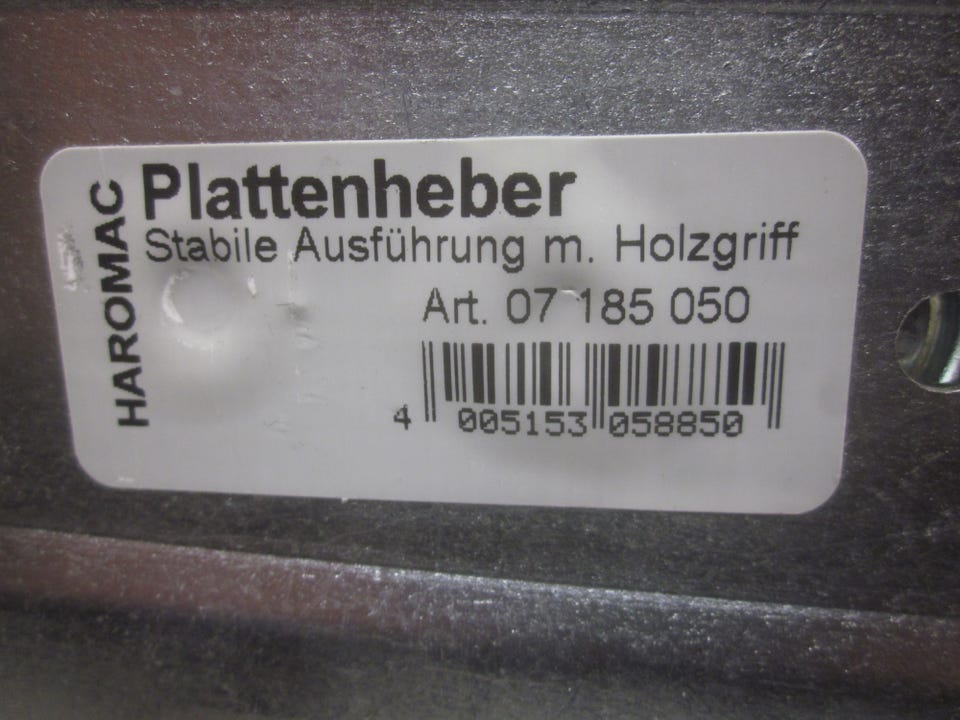 HAROMAC
Plattenheber
Stabile Ausführung m. Holzgriff
Art. 07 185 050
4 005153 058850